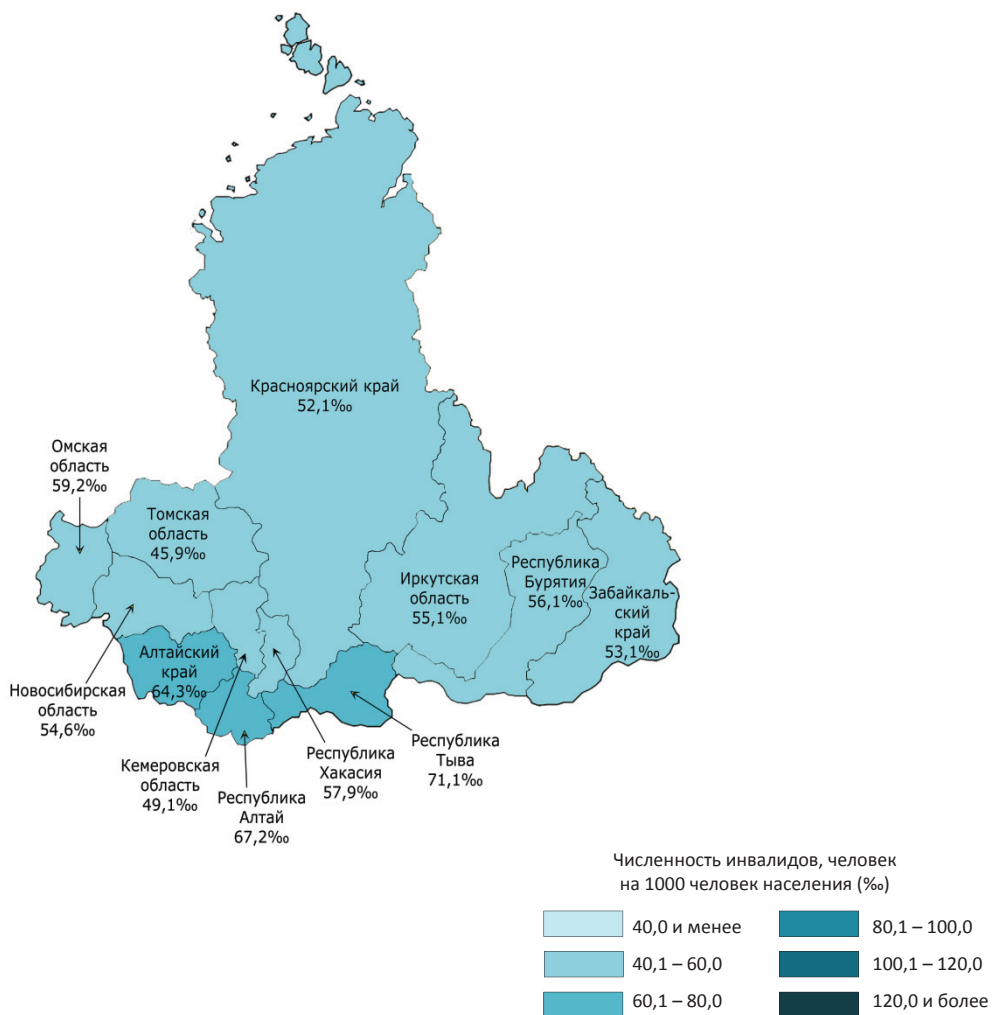 Красноярский край
52,1‰
Омская
область
59,2‰
Томская
область
45,9‰
Республика
Бурятия
56,1‰
Иркутская
область
55,1‰
Забайкаль-
ский
край
53,1‰
Алтайский
край
64,3‰
Новосибирская
область
54,6‰
Кемеровская
область
49,1‰
Республика
Алтай
67,2‰
Республика
Хакасия
57,9‰
Республика
Тыва
71,1‰
Численность инвалидов, человек
на 1000 человек населения (‰)
40,0 и менее
40,1 – 60,0
60,1 – 80,0
80,1 – 100,0
100,1 – 120,0
120,0 и более